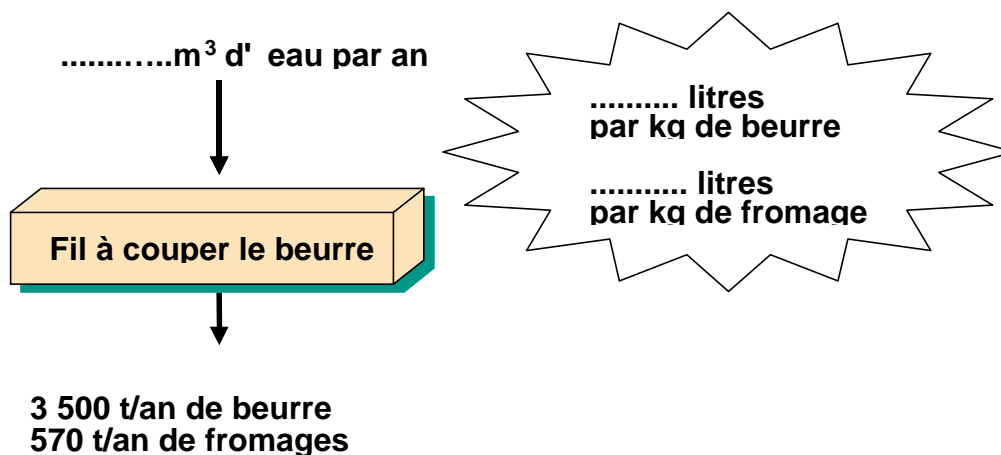 .......…..m³ d' eau par an
.......... litres
par kg de beurre
........... litres
par kg de fromage
Fil à couper le beurre
3 500 t/an de beurre
570 t/an de fromages